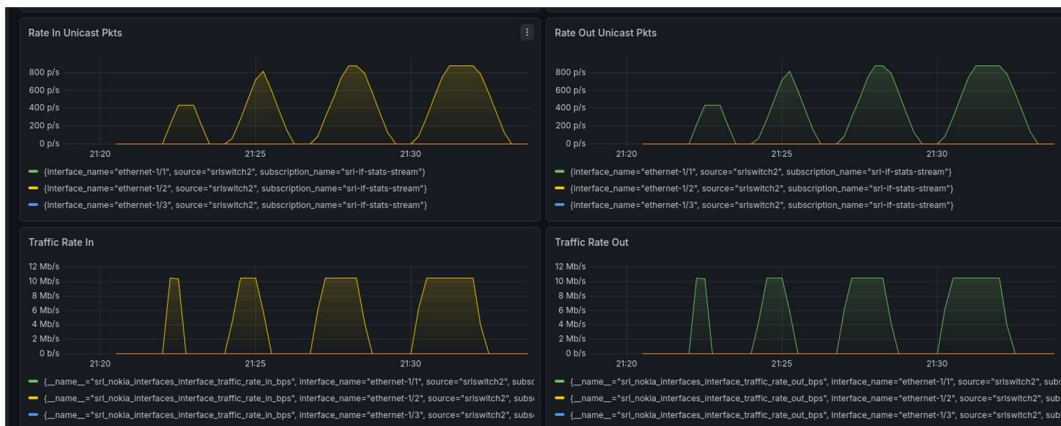 Rate In Unicast Pkts
800 p/s
600 p/s
400 p/s
200 p/s
0 p/s
21:20 21:25 21:30
{interface_name="ethernet-1/1", source="srlswitch2", subscription_name="srl-if-stats-stream"}
{interface_name="ethernet-1/2", source="srlswitch2", subscription_name="srl-if-stats-stream"}
{interface_name="ethernet-1/3", source="srlswitch2", subscription_name="srl-if-stats-stream"}
Rate Out Unicast Pkts
800 p/s
600 p/s
400 p/s
200 p/s
0 p/s
21:20 21:25 21:30
{interface_name="ethernet-1/1", source="srlswitch2", subscription_name="srl-if-stats-stream"}
{interface_name="ethernet-1/2", source="srlswitch2", subscription_name="srl-if-stats-stream"}
{interface_name="ethernet-1/3", source="srlswitch2", subscription_name="srl-if-stats-stream"}
Traffic Rate In
12 Mb/s
10 Mb/s
8 Mb/s
6 Mb/s
4 Mb/s
2 Mb/s
0 b/s
21:20 21:25 21:30
{__name__="srl_nokia_interfaces_interface_traffic_rate_in_bps", interface_name="ethernet-1/1", source="srlswitch2", subsc
{__name__="srl_nokia_interfaces_interface_traffic_rate_in_bps", interface_name="ethernet-1/2", source="srlswitch2", subs
{__name__="srl_nokia_interfaces_interface_traffic_rate_in_bps", interface_name="ethernet-1/3", source="srlswitch2", subs
Traffic Rate Out
12 Mb/s
10 Mb/s
8 Mb/s
6 Mb/s
4 Mb/s
2 Mb/s
0 b/s
21:20 21:25 21:30
{__name__="srl_nokia_interfaces_interface_traffic_rate_out_bps", interface_name="ethernet-1/1", source="srlswitch2", sub
{__name__="srl_nokia_interfaces_interface_traffic_rate_out_bps", interface_name="ethernet-1/2", source="srlswitch2", sub
{__name__="srl_nokia_interfaces_interface_traffic_rate_out_bps", interface_name="ethernet-1/3", source="srlswitch2", sub